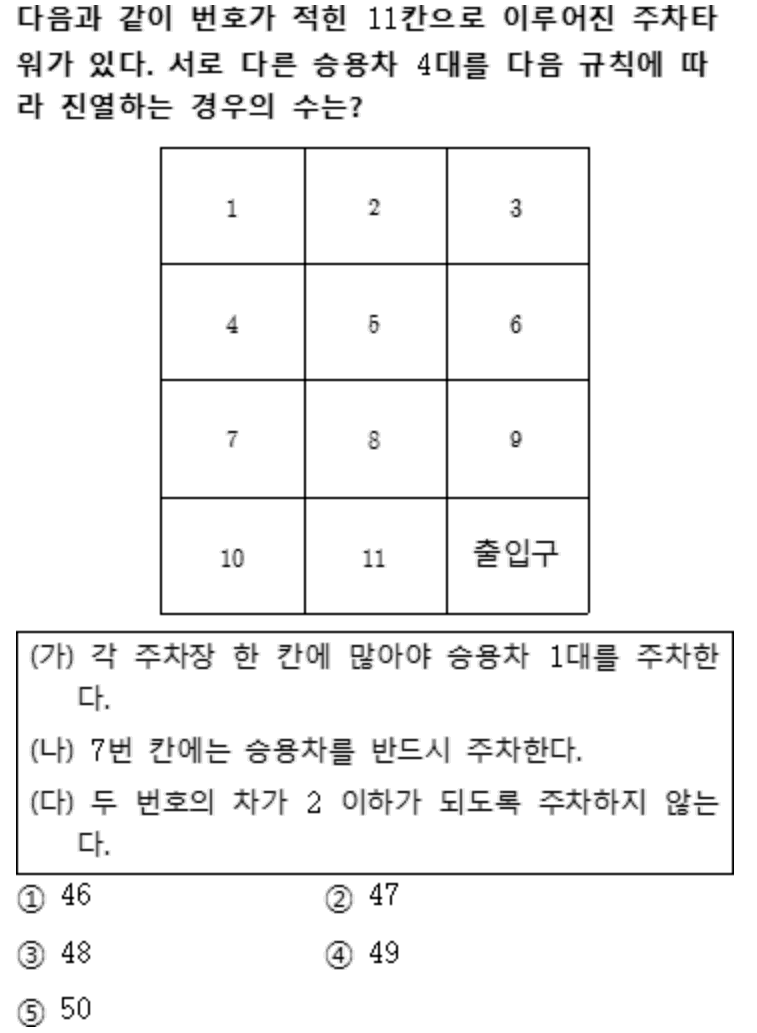 다음과 같이 번호가 적힌 11칸으로 이루어진 주차타
워가 있다. 서로 다른 승용차 4대를 다음 규칙에 따
라 진열하는 경우의 수는?
1 2 3
4 5 6
7 8 9
10 11 출입구
(가) 각 주차장 한 칸에 많아야 승용차 1대를 주차한
다.
(나) 7번 칸에는 승용차를 반드시 주차한다.
(다) 두 번호의 차가 2 이하가 되도록 주차하지 않는
다.
① 46 ② 47
③ 48 ④ 49
⑤ 50